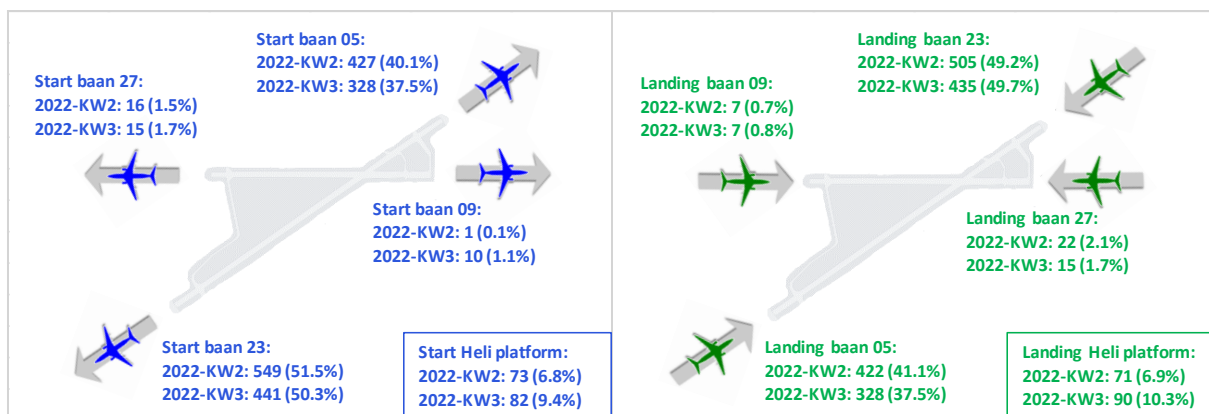 Start baan 05:
2022-KW2: 427 (40.1%)
2022-KW3: 328 (37.5%)
Start baan 27:
2022-KW2: 16 (1.5%)
2022-KW3: 15 (1.7%)
Start baan 09:
2022-KW2: 1 (0.1%)
2022-KW3: 10 (1.1%)
Start baan 23:
2022-KW2: 549 (51.5%)
2022-KW3: 441 (50.3%)
Start Heli platform:
2022-KW2: 73 (6.8%)
2022-KW3: 82 (9.4%)
Landing baan 23:
2022-KW2: 505 (49.2%)
2022-KW3: 435 (49.7%)
Landing baan 09:
2022-KW2: 7 (0.7%)
2022-KW3: 7 (0.8%)
Landing baan 27:
2022-KW2: 22 (2.1%)
2022-KW3: 15 (1.7%)
Landing baan 05:
2022-KW2: 422 (41.1%)
2022-KW3: 328 (37.5%)
Landing Heli platform:
2022-KW2: 71 (6.9%)
2022-KW3: 90 (10.3%)